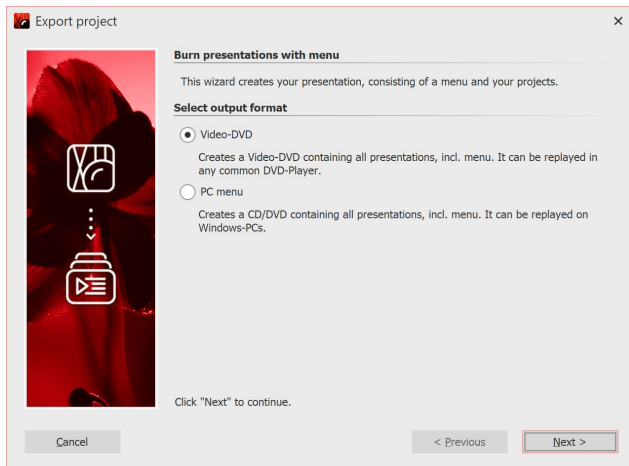 Export project
Burn presentations with menu
This wizard creates your presentation, consisting of a menu and your projects.
Select output format
Video-DVD
Creates a Video-DVD containing all presentations, incl. menu. It can be replayed in
any common DVD-Player.
PC menu
Creates a CD/DVD containing all presentations, incl. menu. It can be replayed on
Windows-PCs.
Click "Next" to continue.
Cancel
< Previous
Next >